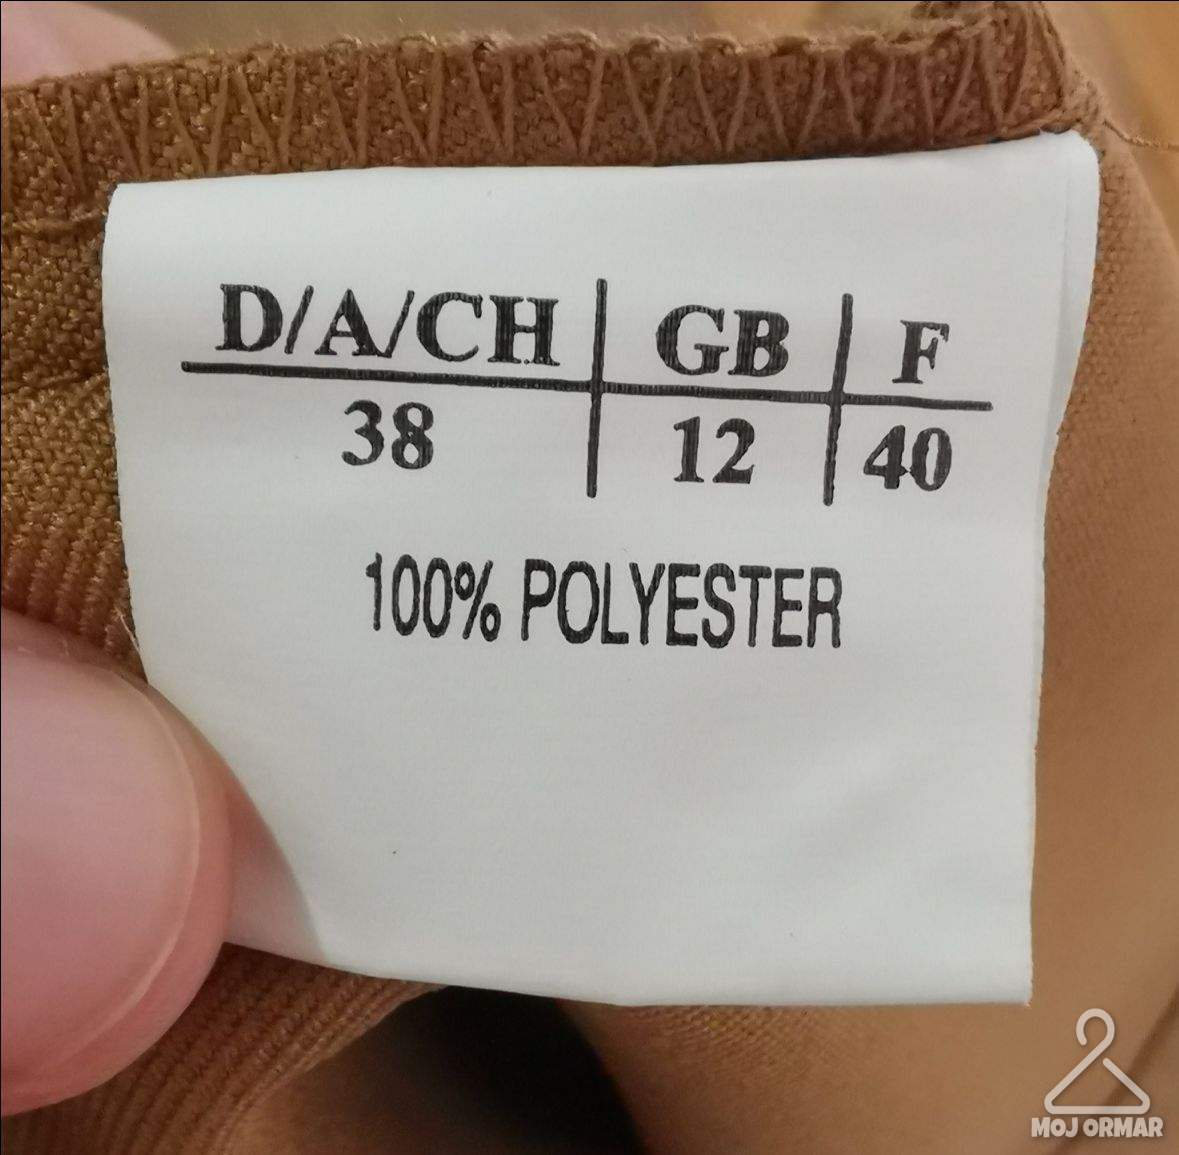 D/A/CH GB F
38 12 40
100% POLYESTER
MOJ ORMAR